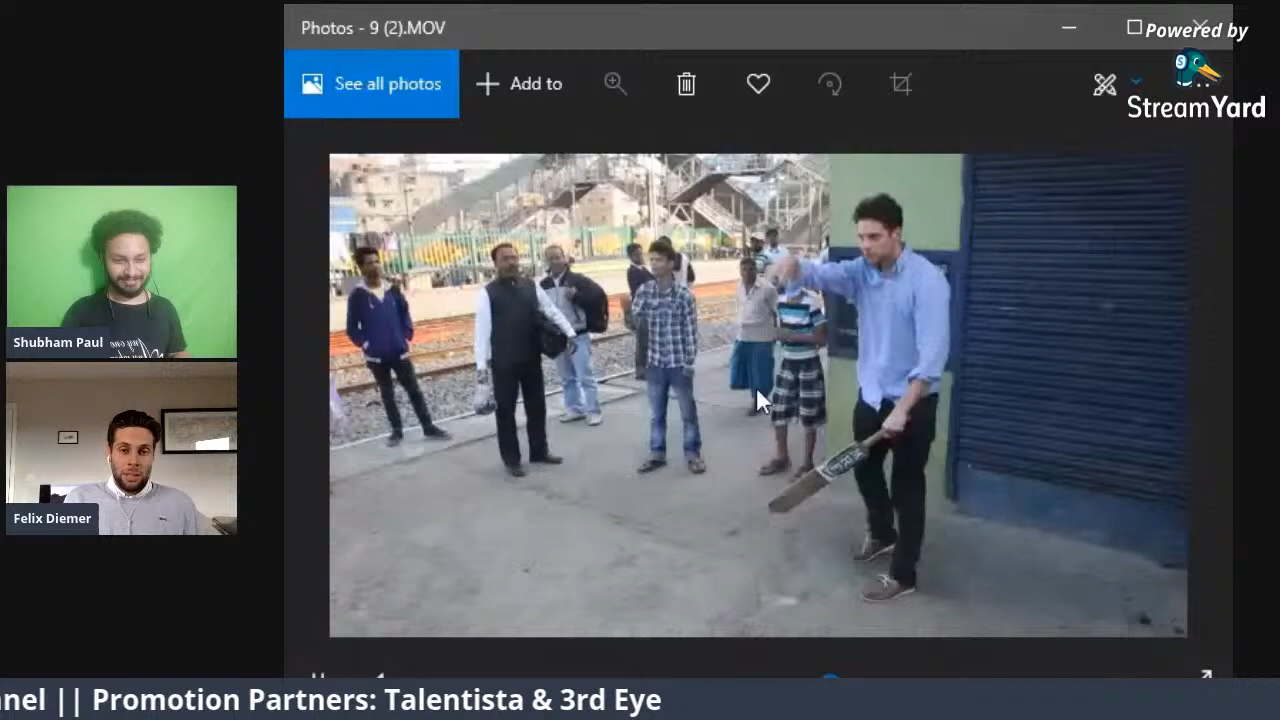 Photos - 9 (2).MOV
Powered by
See all photos
Add to
StreamYard
Shubham Paul
Felix Diemer
nnel || Promotion Partners: Talentista & 3rd Eye